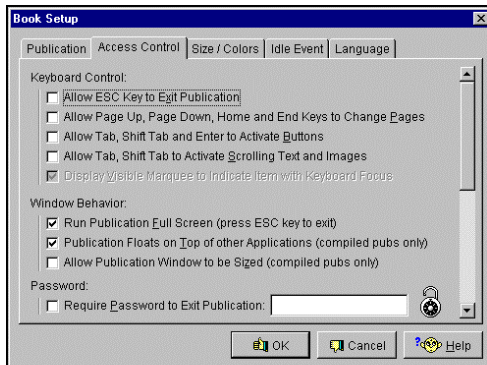 Book Setup
Publication Access Control Size / Colors Idle Event Language
Keyboard Control:
Allow ESC Key to Exit Publication
Allow Page Up, Page Down, Home and End Keys to Change Pages
Allow Tab, Shift Tab and Enter to Activate Buttons
Allow Tab, Shift Tab to Activate Scrolling Text and Images
Display Visible Marquee to Indicate Item with Keyboard Focus
Window Behavior:
Run Publication Full Screen (press ESC key to exit)
Publication Floats on Top of other Applications (compiled pubs only)
Allow Publication Window to be Sized (compiled pubs only)
Password:
Require Password to Exit Publication:
OK Cancel Help